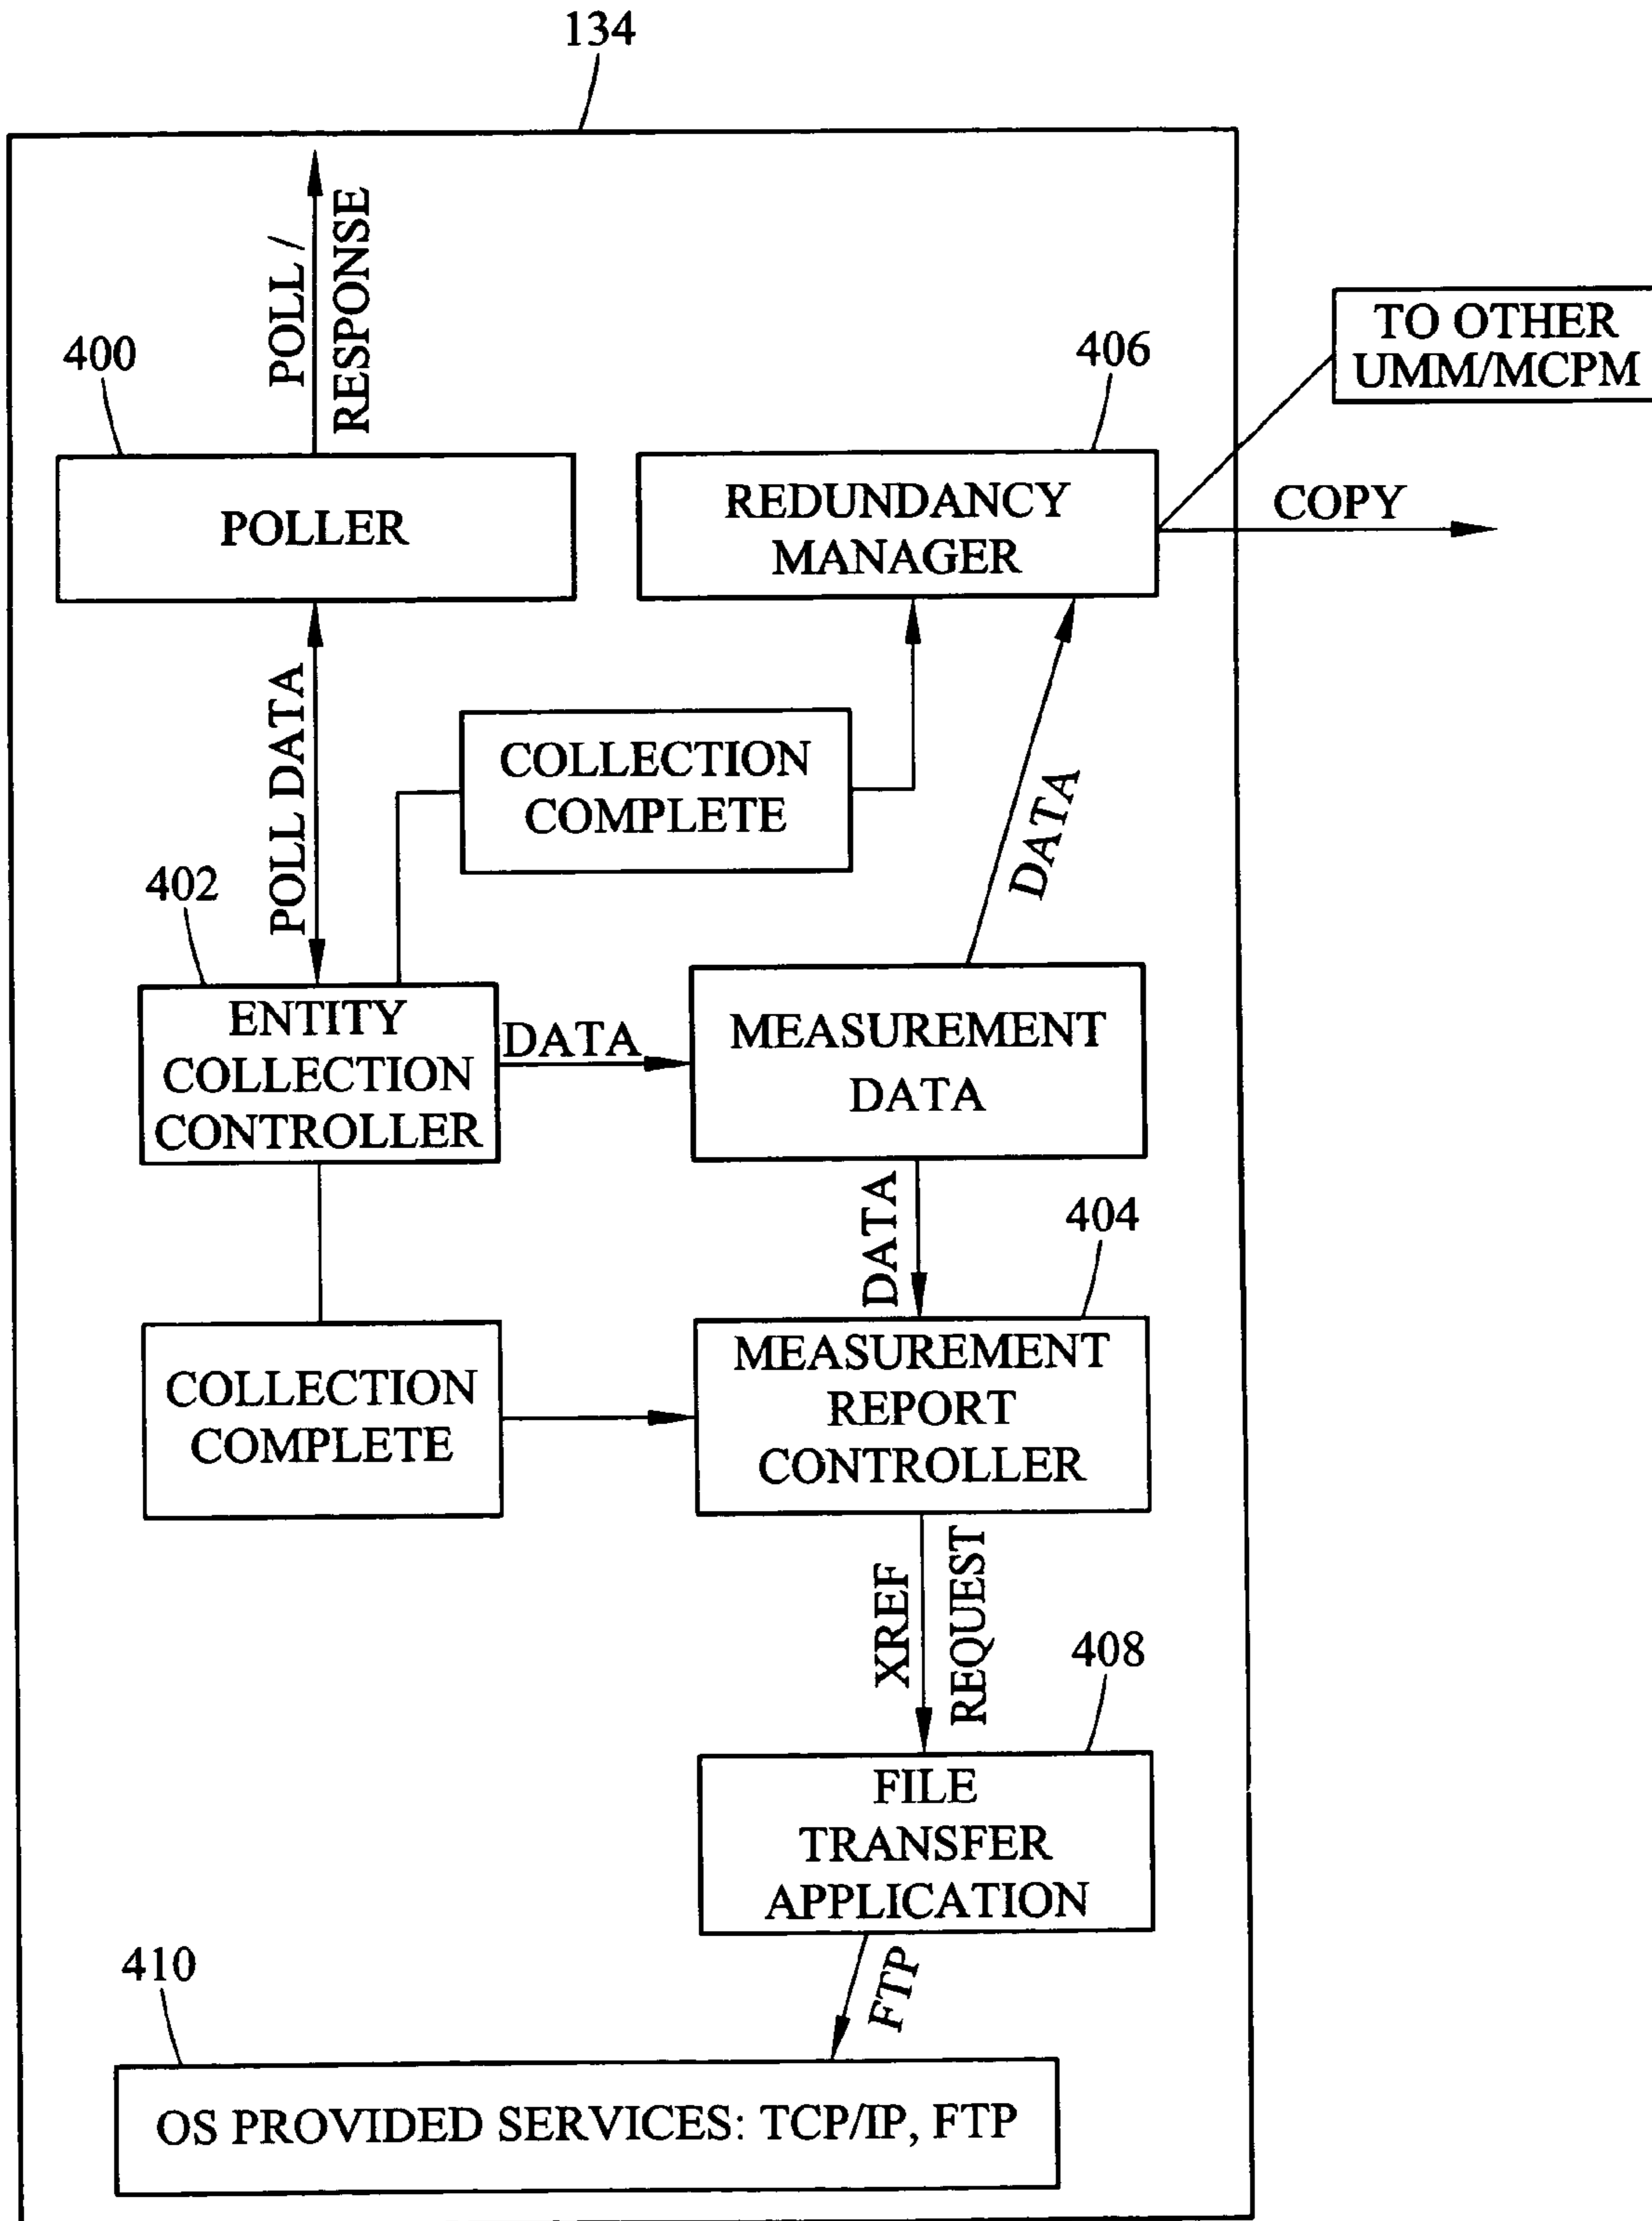 134
POLL /
RESPONSE
400
406
TO OTHER
UMM/MCPM
POLLER
REDUNDANCY
MANAGER
COPY
POLL DATA
COLLECTION
COMPLETE
DATA
402
ENTITY
COLLECTION
CONTROLLER
DATA
MEASUREMENT
DATA
DATA
404
COLLECTION
COMPLETE
MEASUREMENT
REPORT
CONTROLLER
XREF
REQUEST
408
FILE
TRANSFER
APPLICATION
FTP
410
OS PROVIDED SERVICES: TCP/IP, FTP